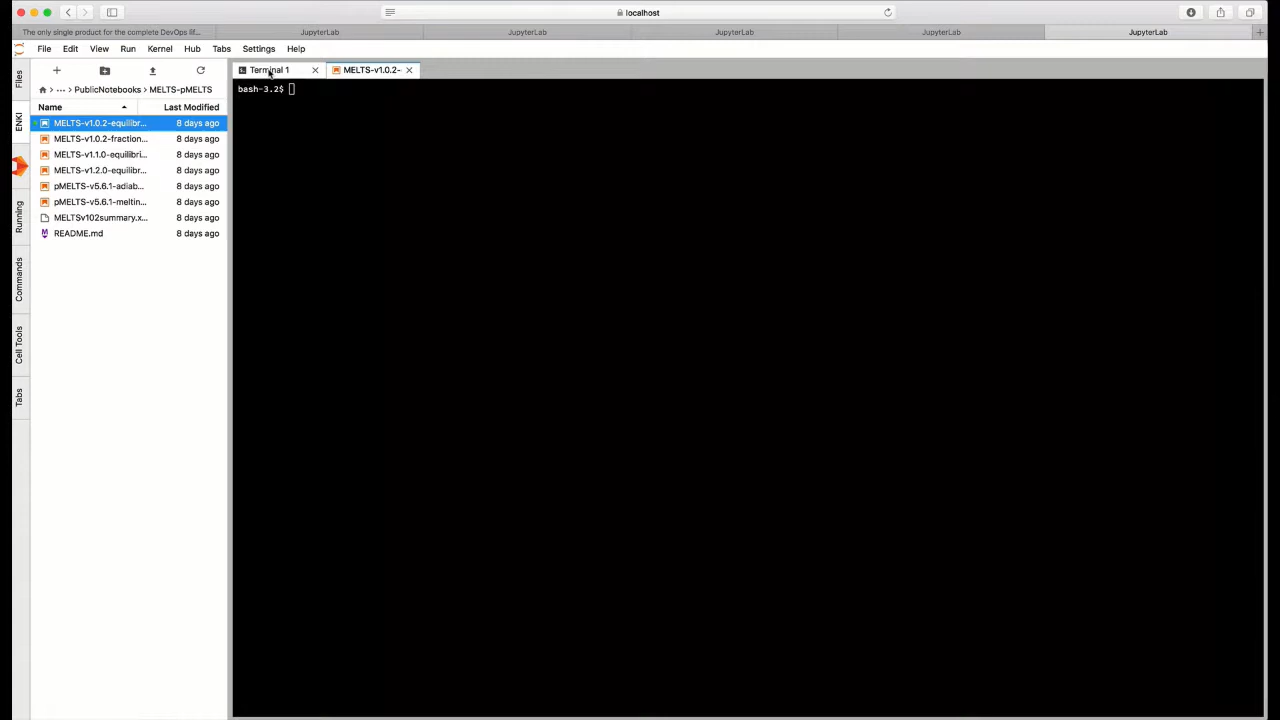 localhost
The only single product for the complete DevOps lif...
JupyterLab
JupyterLab
JupyterLab
JupyterLab
JupyterLab
File Edit View Run Kernel Hub Tabs Settings Help
Files
ENKI
Running
Commands
Cell Tools
Tabs
··· > PublicNotebooks > MELTS-pMELTS
Name Last Modified
MELTS-v1.0.2-equilibr... 8 days ago
MELTS-v1.0.2-fraction... 8 days ago
MELTS-v1.1.0-equilibri... 8 days ago
MELTS-v1.2.0-equilibr... 8 days ago
pMELTS-v5.6.1-adiab... 8 days ago
pMELTS-v5.6.1-meltin... 8 days ago
MELTSv102summary.x... 8 days ago
README.md 8 days ago
Terminal 1
MELTS-v1.0.2-
bash-3.2$